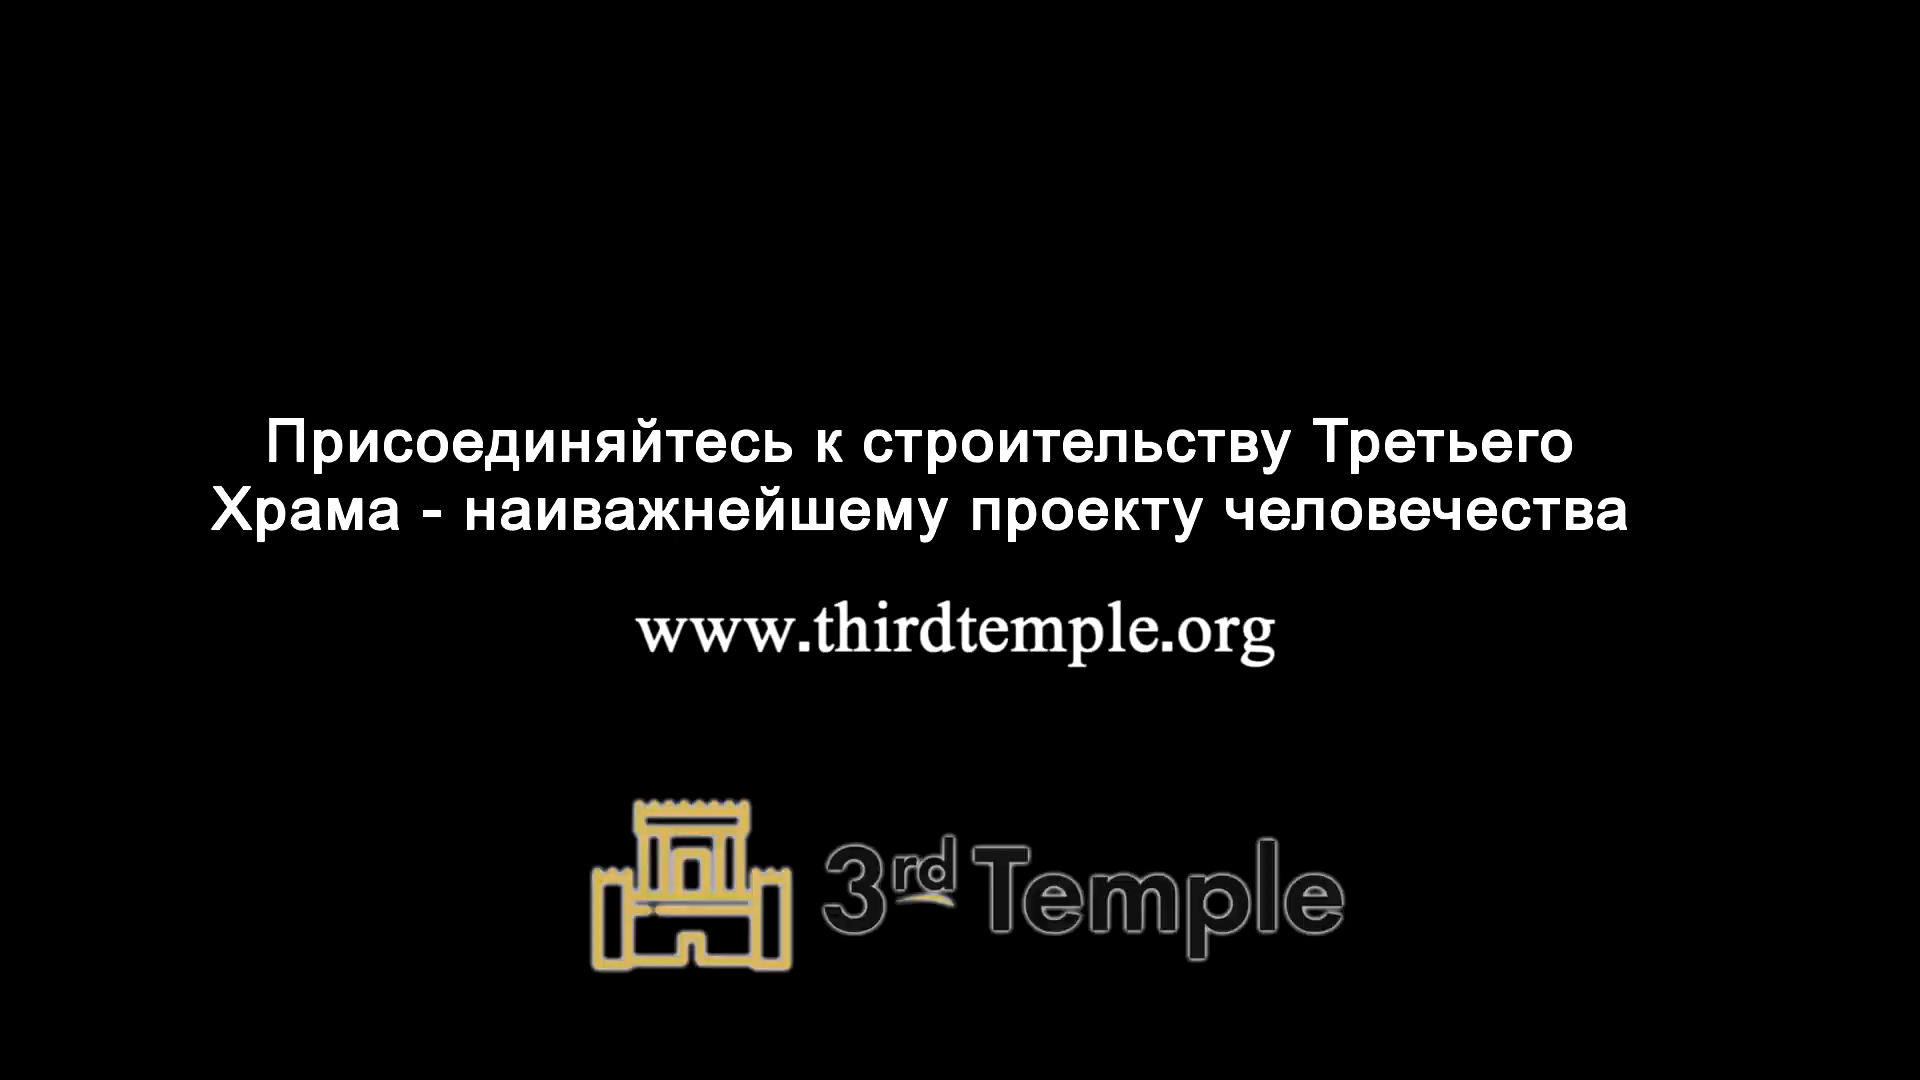 Присоединяйтесь к строительству Третьего
Храма - наиважнейшему проекту человечества
www.thirdtemple.org
3rd Temple